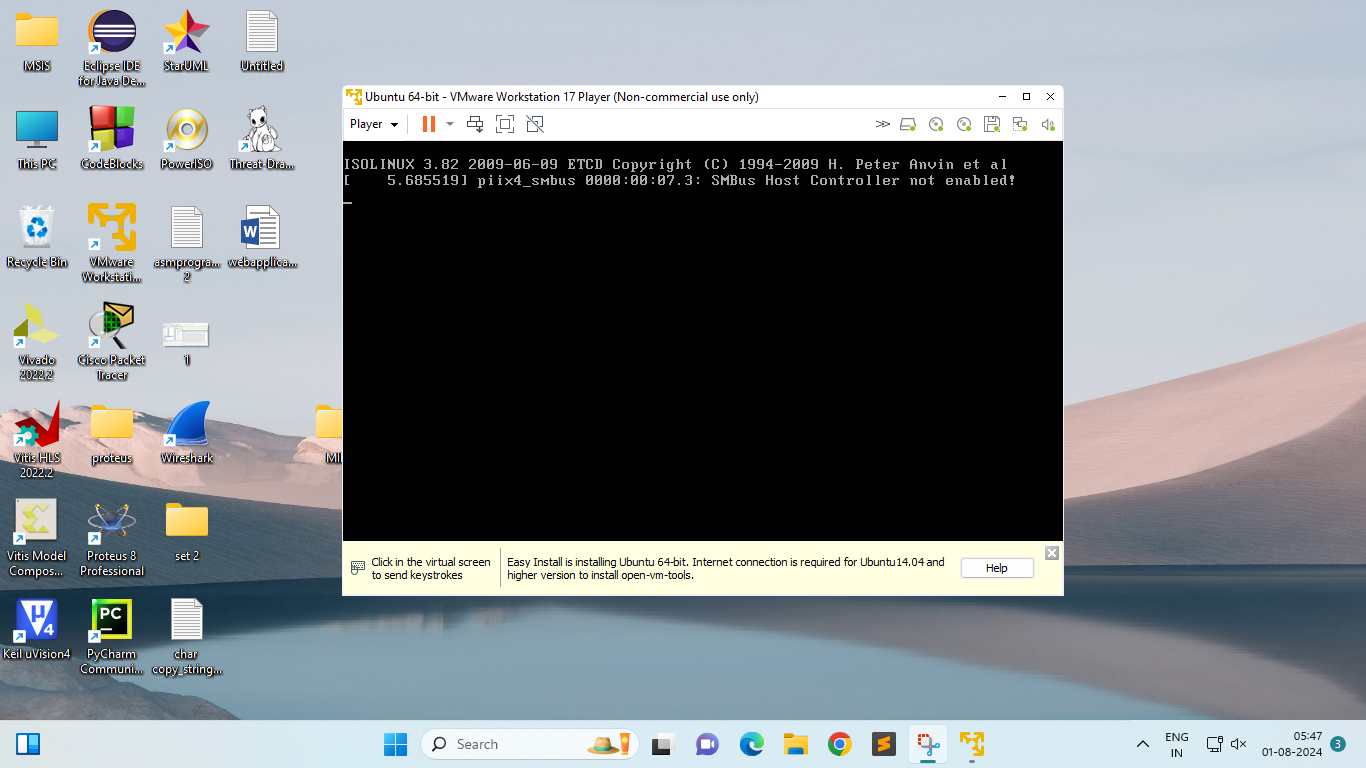 MSIS
Eclipse IDE
for Java De...
StarUML
Untitled
This PC
CodeBlocks
PowerISO
Threat-Dra...
Recycle Bin
VMware
Workstati...
asmprogra...
2
webapplica...
Vivado
2022.2
Cisco Packet
Tracer
1
Vitis HLS
2022.2
proteus
Wireshark
Vitis Model
Compos...
Proteus 8
Professional
set 2
Keil uVision4
PyCharm
Communi...
char
copy_string...
Ubuntu 64-bit - VMware Workstation 17 Player (Non-commercial use only)
Player
ISOLINUX 3.82 2009-06-09 ETCD Copyright (C) 1994-2009 H. Peter Anvin et al
[    5.685519] piix4_smbus 0000:00:07.3: SMBus Host Controller not enabled!
Click in the virtual screen
to send keystrokes
Easy Install is installing Ubuntu 64-bit. Internet connection is required for Ubuntu14.04 and
higher version to install open-vm-tools.
Help
Search
ENG
IN
05:47
01-08-2024
3